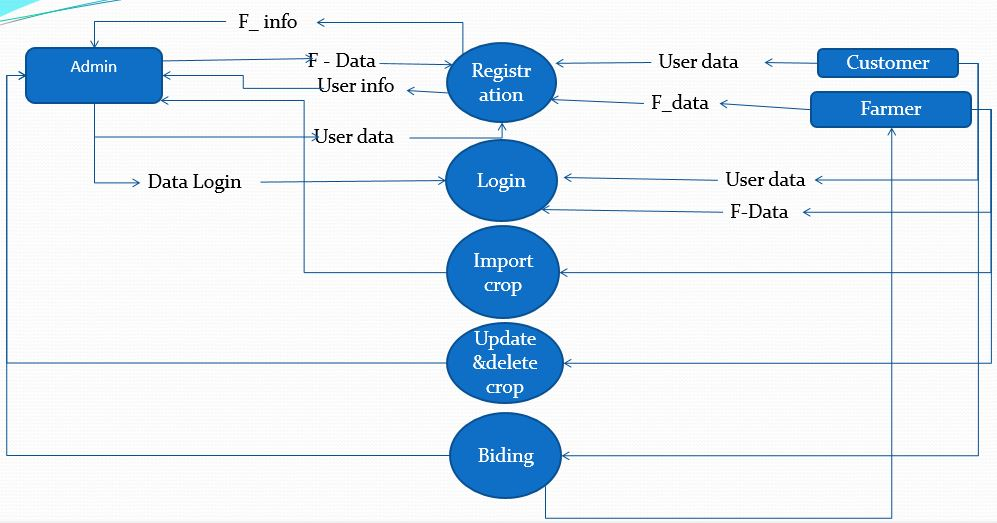 F_ info
Admin
F - Data
User info
Registr
ation
User data
Customer
F_data
Farmer
User data
Data Login
Login
User data
F-Data
Import
crop
Update
&delete
crop
Biding